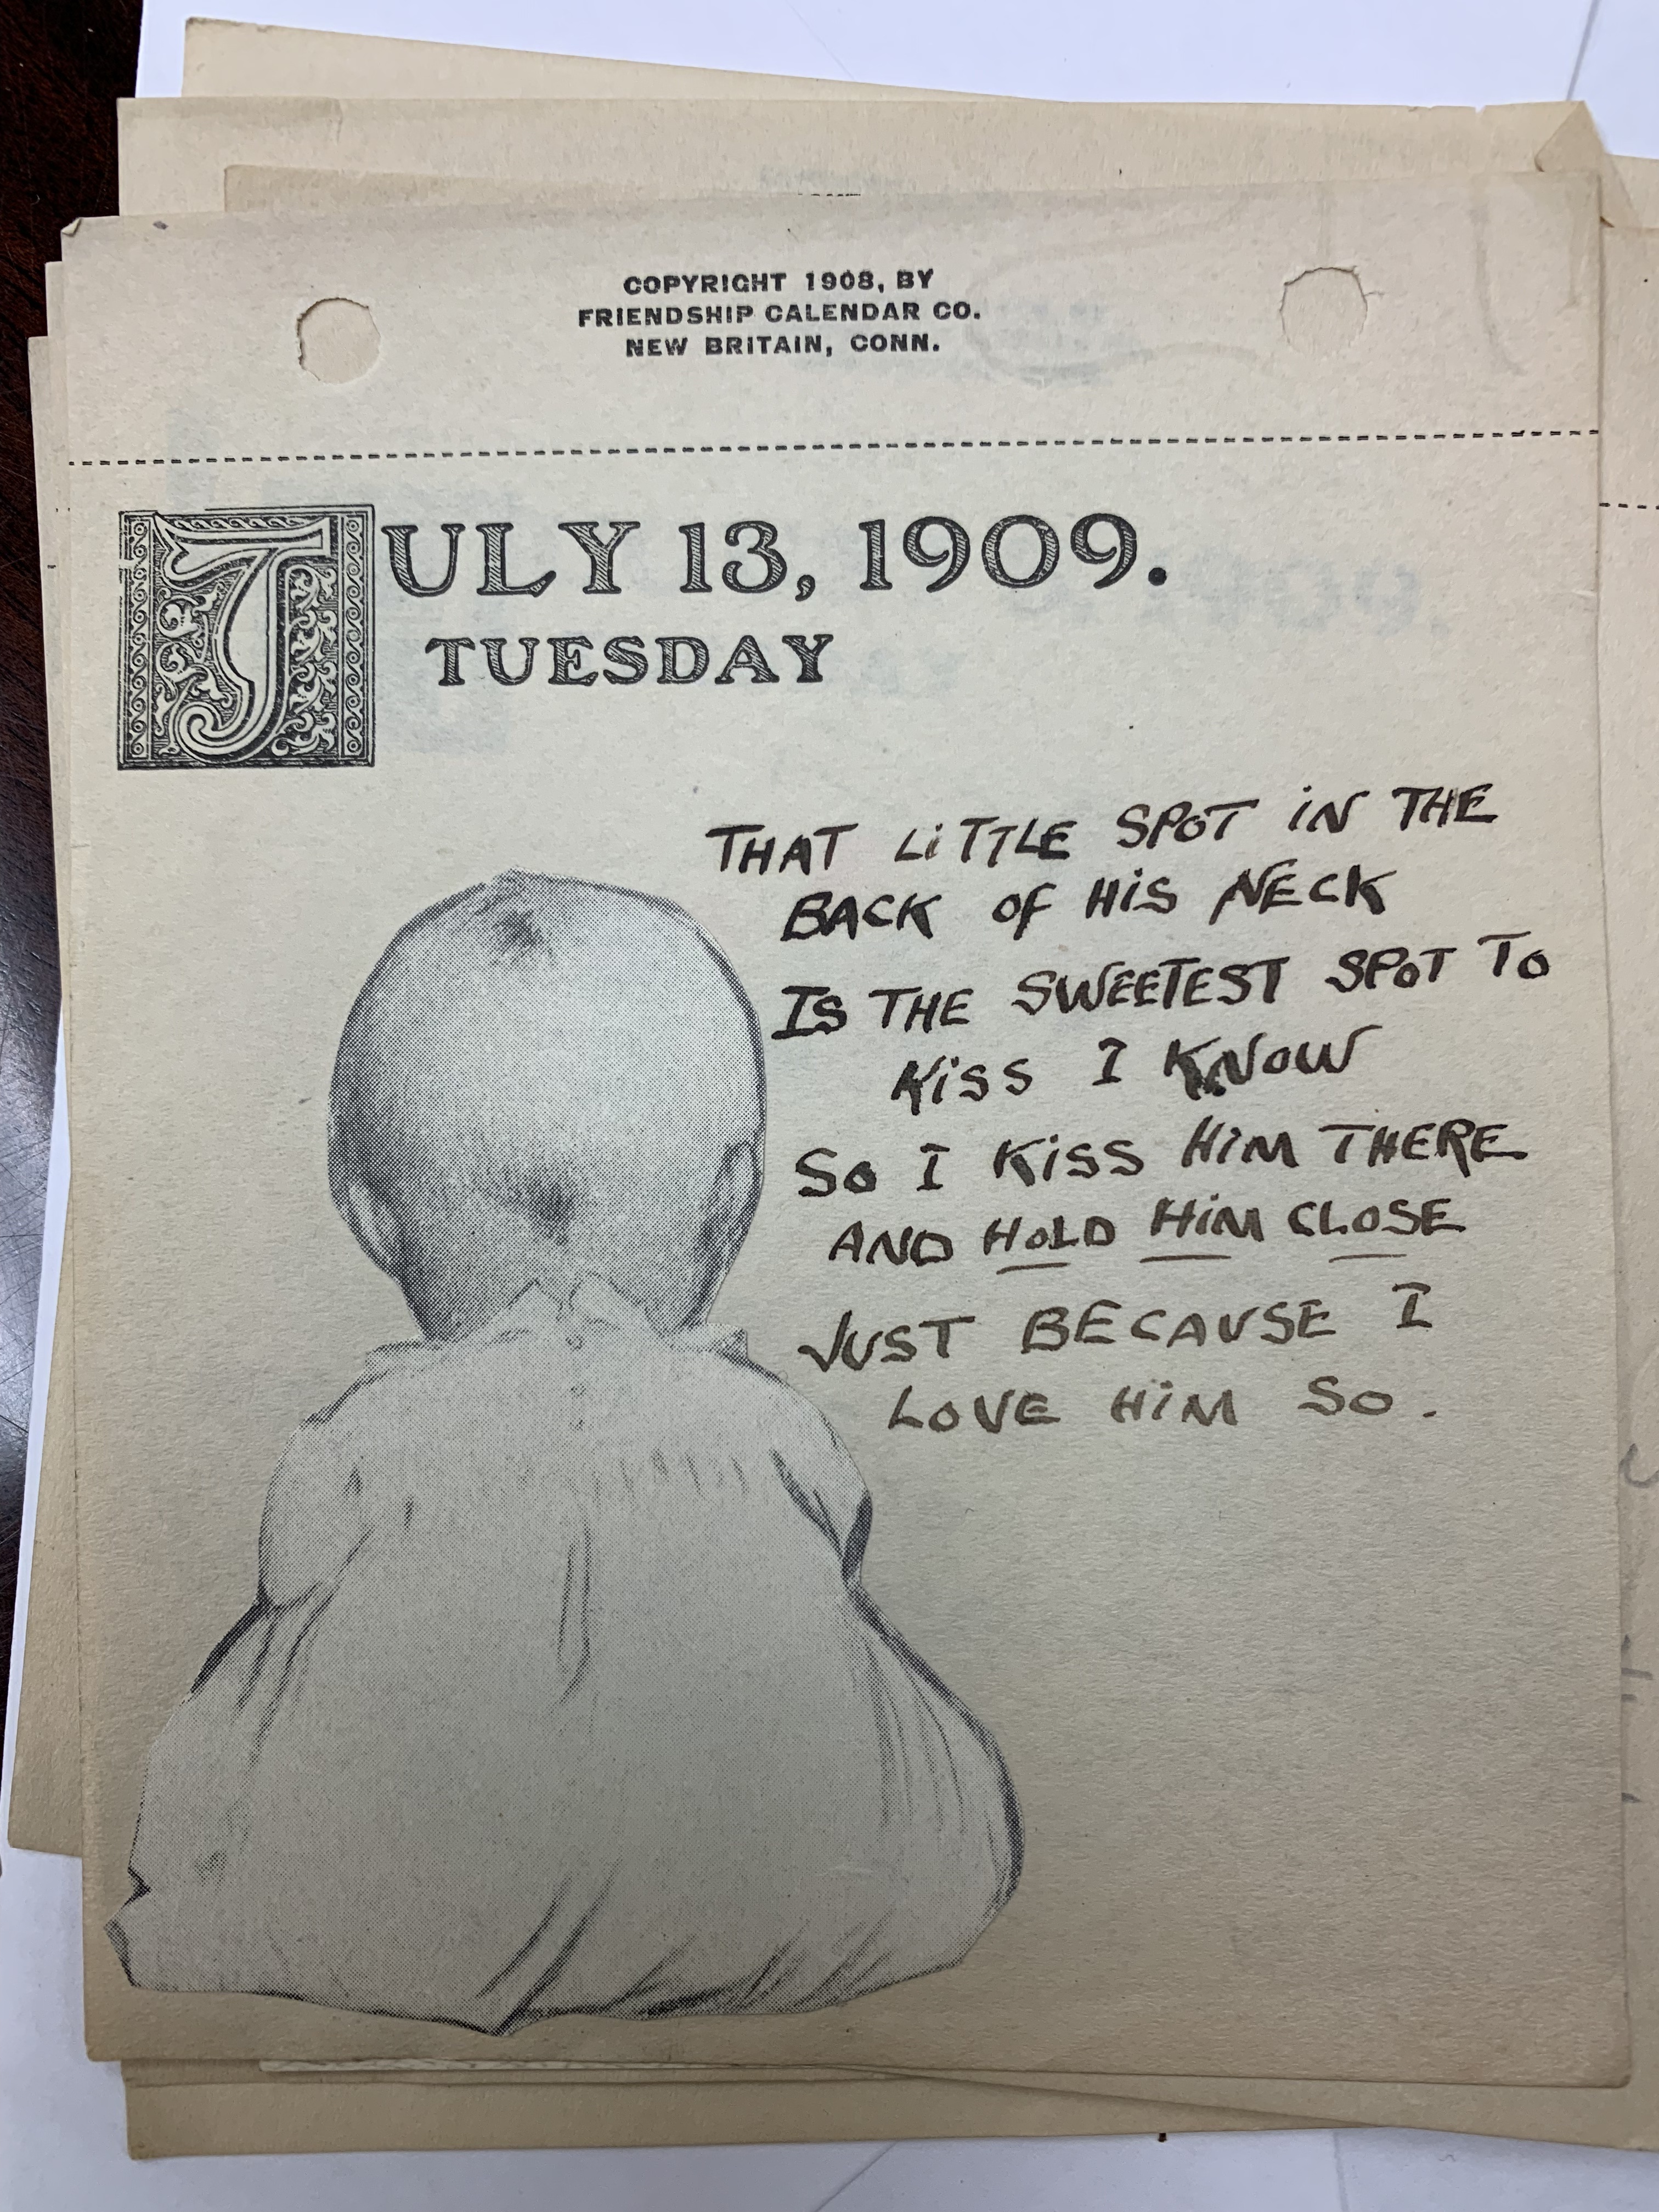 COPYRIGHT 1908, BY
FRIENDSHIP CALENDAR CO.
NEW BRITAIN, CONN.
JULY 13, 1909.
TUESDAY
THAT LITTLE SPOT IN THE
BACK OF HIS NECK
IS THE SWEETEST SPOT TO
KISS I KNOW
SO I KISS HIM THERE
AND HOLD HIM CLOSE
JUST BECAUSE I
LOVE HIM SO.